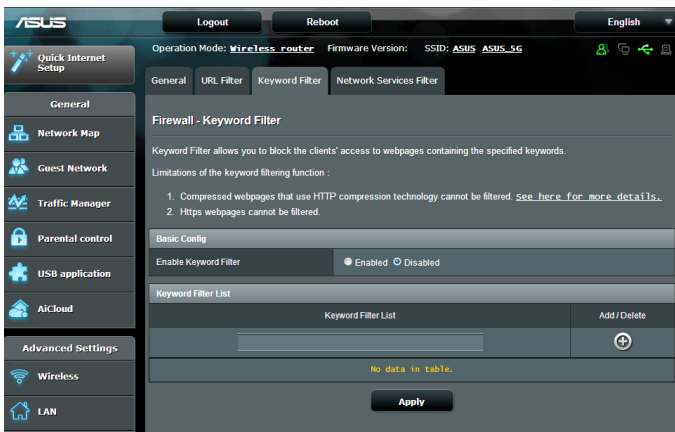 ASUS
Logout
Reboot
English
Quick Internet
Setup
Operation Mode: Wireless router Firmware Version: SSID: ASUS ASUS_5G
General
URL Filter
Keyword Filter
Network Services Filter
General
Network Map
Guest Network
Traffic Manager
Parental control
USB application
AiCloud
Advanced Settings
Wireless
LAN
Firewall - Keyword Filter
Keyword Filter allows you to block the clients' access to webpages containing the specified keywords.
Limitations of the keyword filtering function :
1. Compressed webpages that use HTTP compression technology cannot be filtered. See here for more details.
2. Https webpages cannot be filtered.
Basic Config
Enable Keyword Filter
Enabled Disabled
Keyword Filter List
Keyword Filter List
Add / Delete
No data in table.
Apply